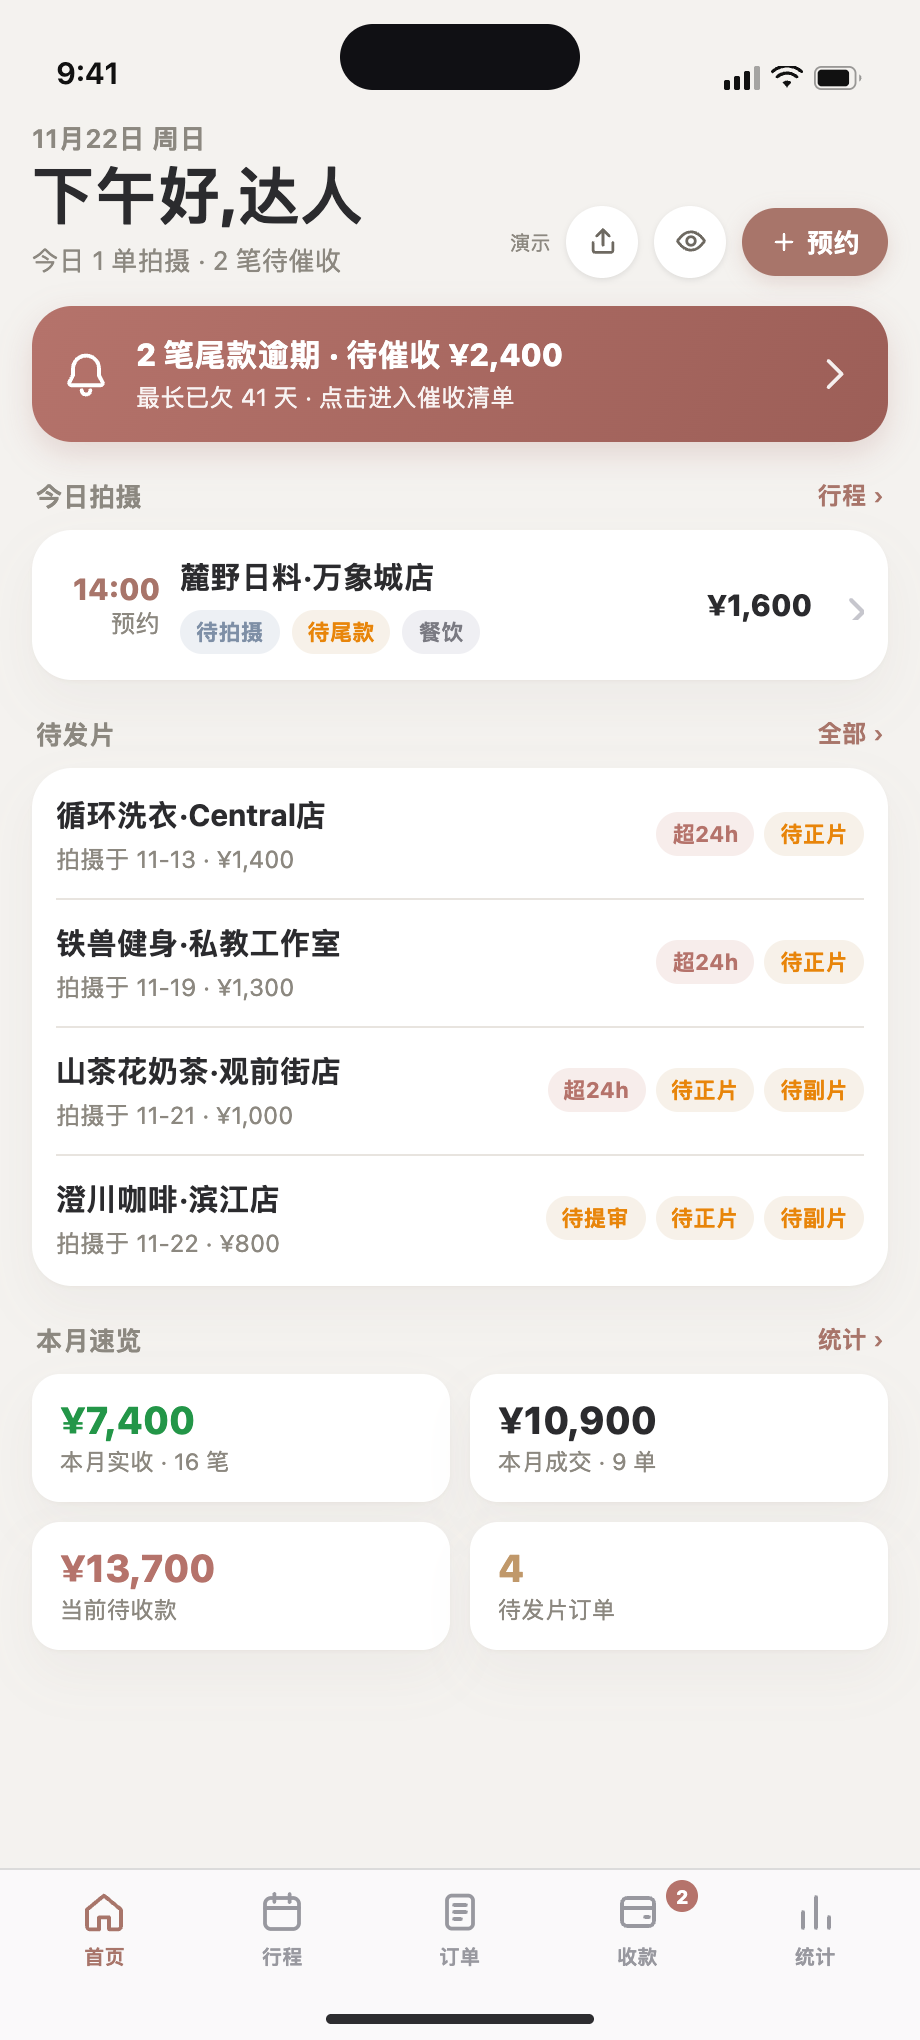 9:41
11月22日 周日
下午好,达人
今日 1 单拍摄 · 2 笔待催收
演示
预约
2 笔尾款逾期 · 待催收 ¥2,400
最长已欠 41 天 · 点击进入催收清单
今日拍摄
行程 ›
14:00
预约
麓野日料·万象城店
待拍摄
待尾款
餐饮
¥1,600
待发片
全部 ›
循环洗衣·Central店
拍摄于 11-13 · ¥1,400
超24h
待正片
铁兽健身·私教工作室
拍摄于 11-19 · ¥1,300
超24h
待正片
山茶花奶茶·观前街店
拍摄于 11-21 · ¥1,000
超24h
待正片
待副片
澄川咖啡·滨江店
拍摄于 11-22 · ¥800
待提审
待正片
待副片
本月速览
统计 ›
¥7,400
本月实收 · 16 笔
¥10,900
本月成交 · 9 单
¥13,700
当前待收款
4
待发片订单
首页
行程
订单
2
收款
统计